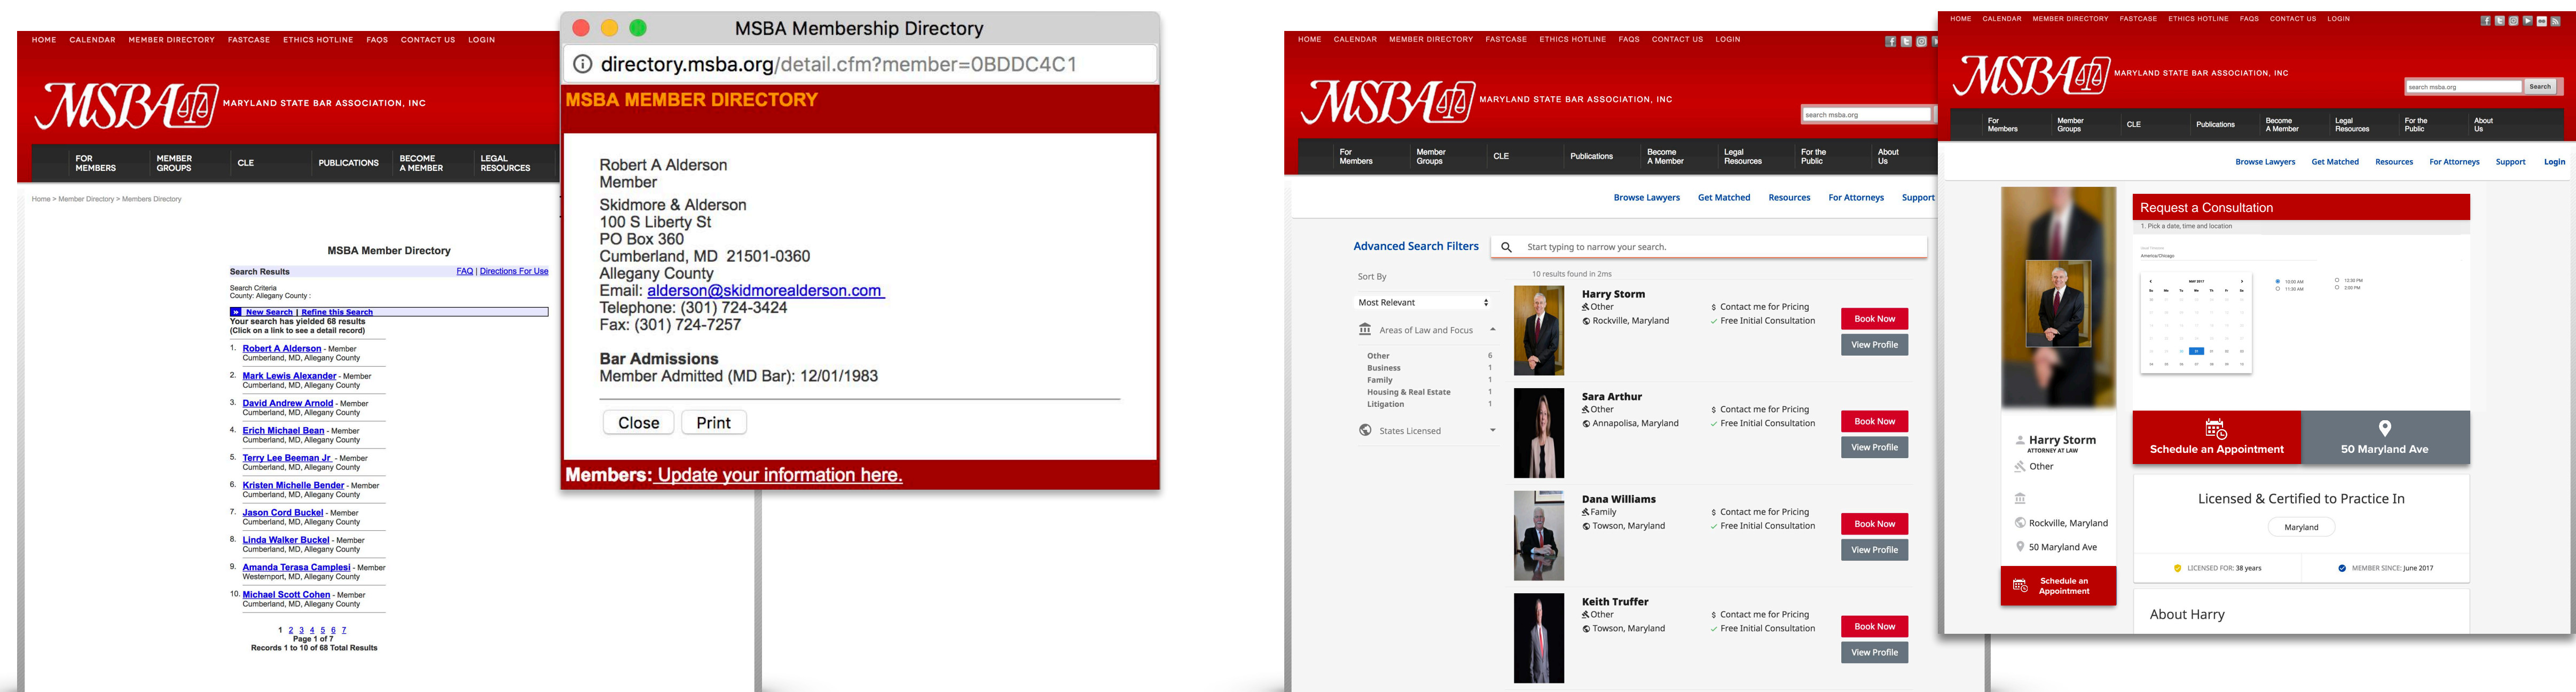 HOME CALENDAR MEMBER DIRECTORY FASTCASE ETHICS HOTLINE FAQS CONTACT US LOGIN
MSBA MARYLAND STATE BAR ASSOCIATION, INC
FOR MEMBERS MEMBER GROUPS CLE PUBLICATIONS BECOME A MEMBER LEGAL RESOURCES
Home > Member Directory > Members Directory
MSBA Member Directory
Search Results FAQ | Directions For Use
Search Criteria
County: Allegany County :
» New Search | Refine this Search
Your search has yielded 68 results
(Click on a link to see a detail record)
1. Robert A Alderson - Member
Cumberland, MD, Allegany County
2. Mark Lewis Alexander - Member
Cumberland, MD, Allegany County
3. David Andrew Arnold - Member
Cumberland, MD, Allegany County
4. Erich Michael Bean - Member
Cumberland, MD, Allegany County
5. Terry Lee Beeman Jr - Member
Cumberland, MD, Allegany County
6. Kristen Michelle Bender - Member
Cumberland, MD, Allegany County
7. Jason Cord Buckel - Member
Cumberland, MD, Allegany County
8. Linda Walker Buckel - Member
Cumberland, MD, Allegany County
9. Amanda Terasa Camplesi - Member
Westernport, MD, Allegany County
10. Michael Scott Cohen - Member
Cumberland, MD, Allegany County
1 2 3 4 5 6 7
Page 1 of 7
Records 1 to 10 of 68 Total Results
MSBA Membership Directory
directory.msba.org/detail.cfm?member=0BDDC4C1
MSBA MEMBER DIRECTORY
Robert A Alderson
Member
Skidmore & Alderson
100 S Liberty St
PO Box 360
Cumberland, MD 21501-0360
Allegany County
Email: alderson@skidmorealderson.com
Telephone: (301) 724-3424
Fax: (301) 724-7257
Bar Admissions
Member Admitted (MD Bar): 12/01/1983
Close Print
Members: Update your information here.
HOME CALENDAR MEMBER DIRECTORY FASTCASE ETHICS HOTLINE FAQS CONTACT US LOGIN
MSBA MARYLAND STATE BAR ASSOCIATION, INC
search msba.org
For Members Member Groups CLE Publications Become A Member Legal Resources For the Public About Us
Browse Lawyers Get Matched Resources For Attorneys Support
Advanced Search Filters
Start typing to narrow your search.
Sort By
Most Relevant
Areas of Law and Focus
Other 6
Business 1
Family 1
Housing & Real Estate 1
Litigation 1
States Licensed
10 results found in 2ms
Harry Storm
Other $ Contact me for Pricing
Rockville, Maryland Free Initial Consultation
Book Now
View Profile
Sara Arthur
Other $ Contact me for Pricing
Annapolisa, Maryland Free Initial Consultation
Book Now
View Profile
Dana Williams
Family $ Contact me for Pricing
Towson, Maryland Free Initial Consultation
Book Now
View Profile
Keith Truffer
Other $ Contact me for Pricing
Towson, Maryland Free Initial Consultation
Book Now
View Profile
HOME CALENDAR MEMBER DIRECTORY FASTCASE ETHICS HOTLINE FAQS CONTACT US LOGIN
MSBA MARYLAND STATE BAR ASSOCIATION, INC
search msba.org Search
For Members Member Groups CLE Publications Become A Member Legal Resources For the Public About Us
Browse Lawyers Get Matched Resources For Attorneys Support Login
Harry Storm
ATTORNEY AT LAW
Other
Rockville, Maryland
50 Maryland Ave
Schedule an Appointment
Request a Consultation
1. Pick a date, time and location
America/Chicago
MAY 2017
10:00 AM 12:30 PM
11:30 AM 2:00 PM
Schedule an Appointment
50 Maryland Ave
Licensed & Certified to Practice In
Maryland
LICENSED FOR: 38 years MEMBER SINCE: June 2017
About Harry